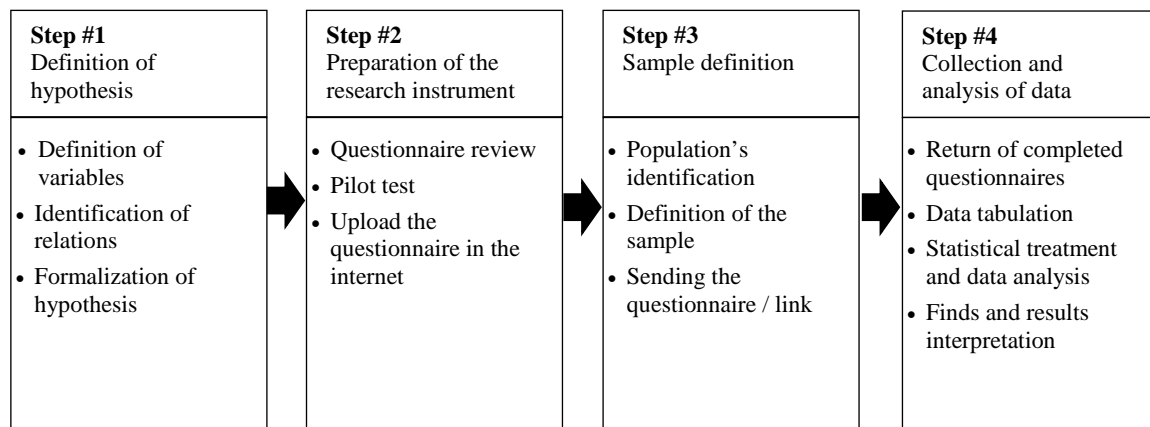 Step #1
Definition of
hypothesis
• Definition of
variables
• Identification of
relations
• Formalization of
hypothesis
Step #2
Preparation of the
research instrument
• Questionnaire review
• Pilot test
• Upload the
questionnaire in the
internet
Step #3
Sample definition
• Population’s
identification
• Definition of the
sample
• Sending the
questionnaire / link
Step #4
Collection and
analysis of data
• Return of completed
questionnaires
• Data tabulation
• Statistical treatment
and data analysis
• Finds and results
interpretation